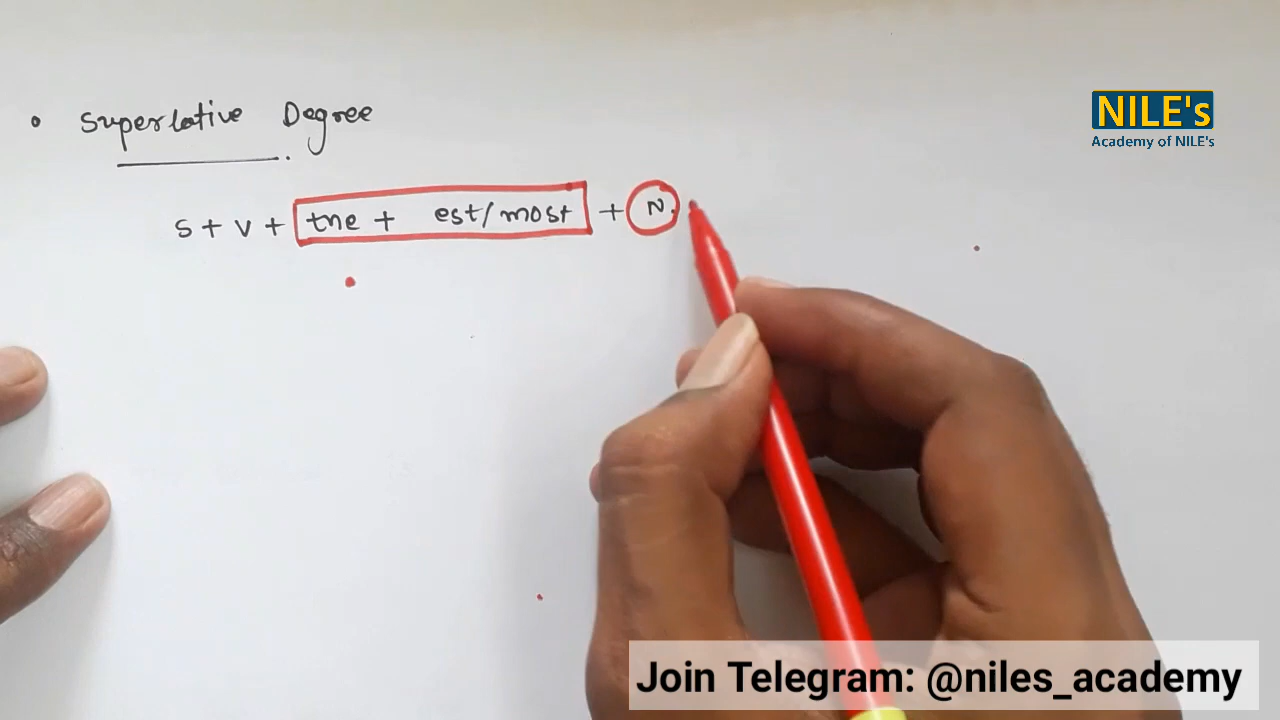 • Superlative Degree
NILE's
Academy of NILE's
S + V + the + est/most + N.
Join Telegram: @niles_academy